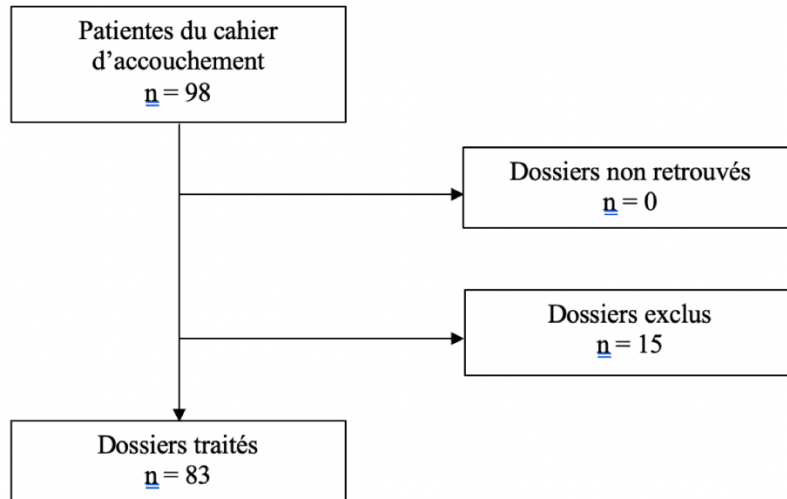 Patientes du cahier
d’accouchement
n = 98
Dossiers non retrouvés
n = 0
Dossiers exclus
n = 15
Dossiers traités
n = 83